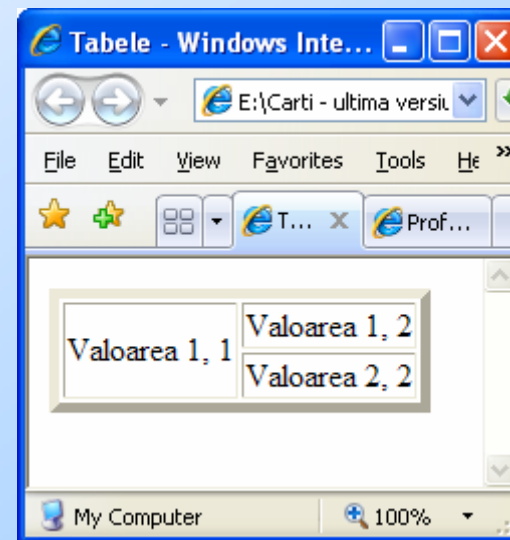 Tabele - Windows Inte...
E:\Carti - ultima versiu
File Edit View Favorites Tools He »
T... X Prof...
Valoarea 1, 1
Valoarea 1, 2
Valoarea 2, 2
My Computer 100%